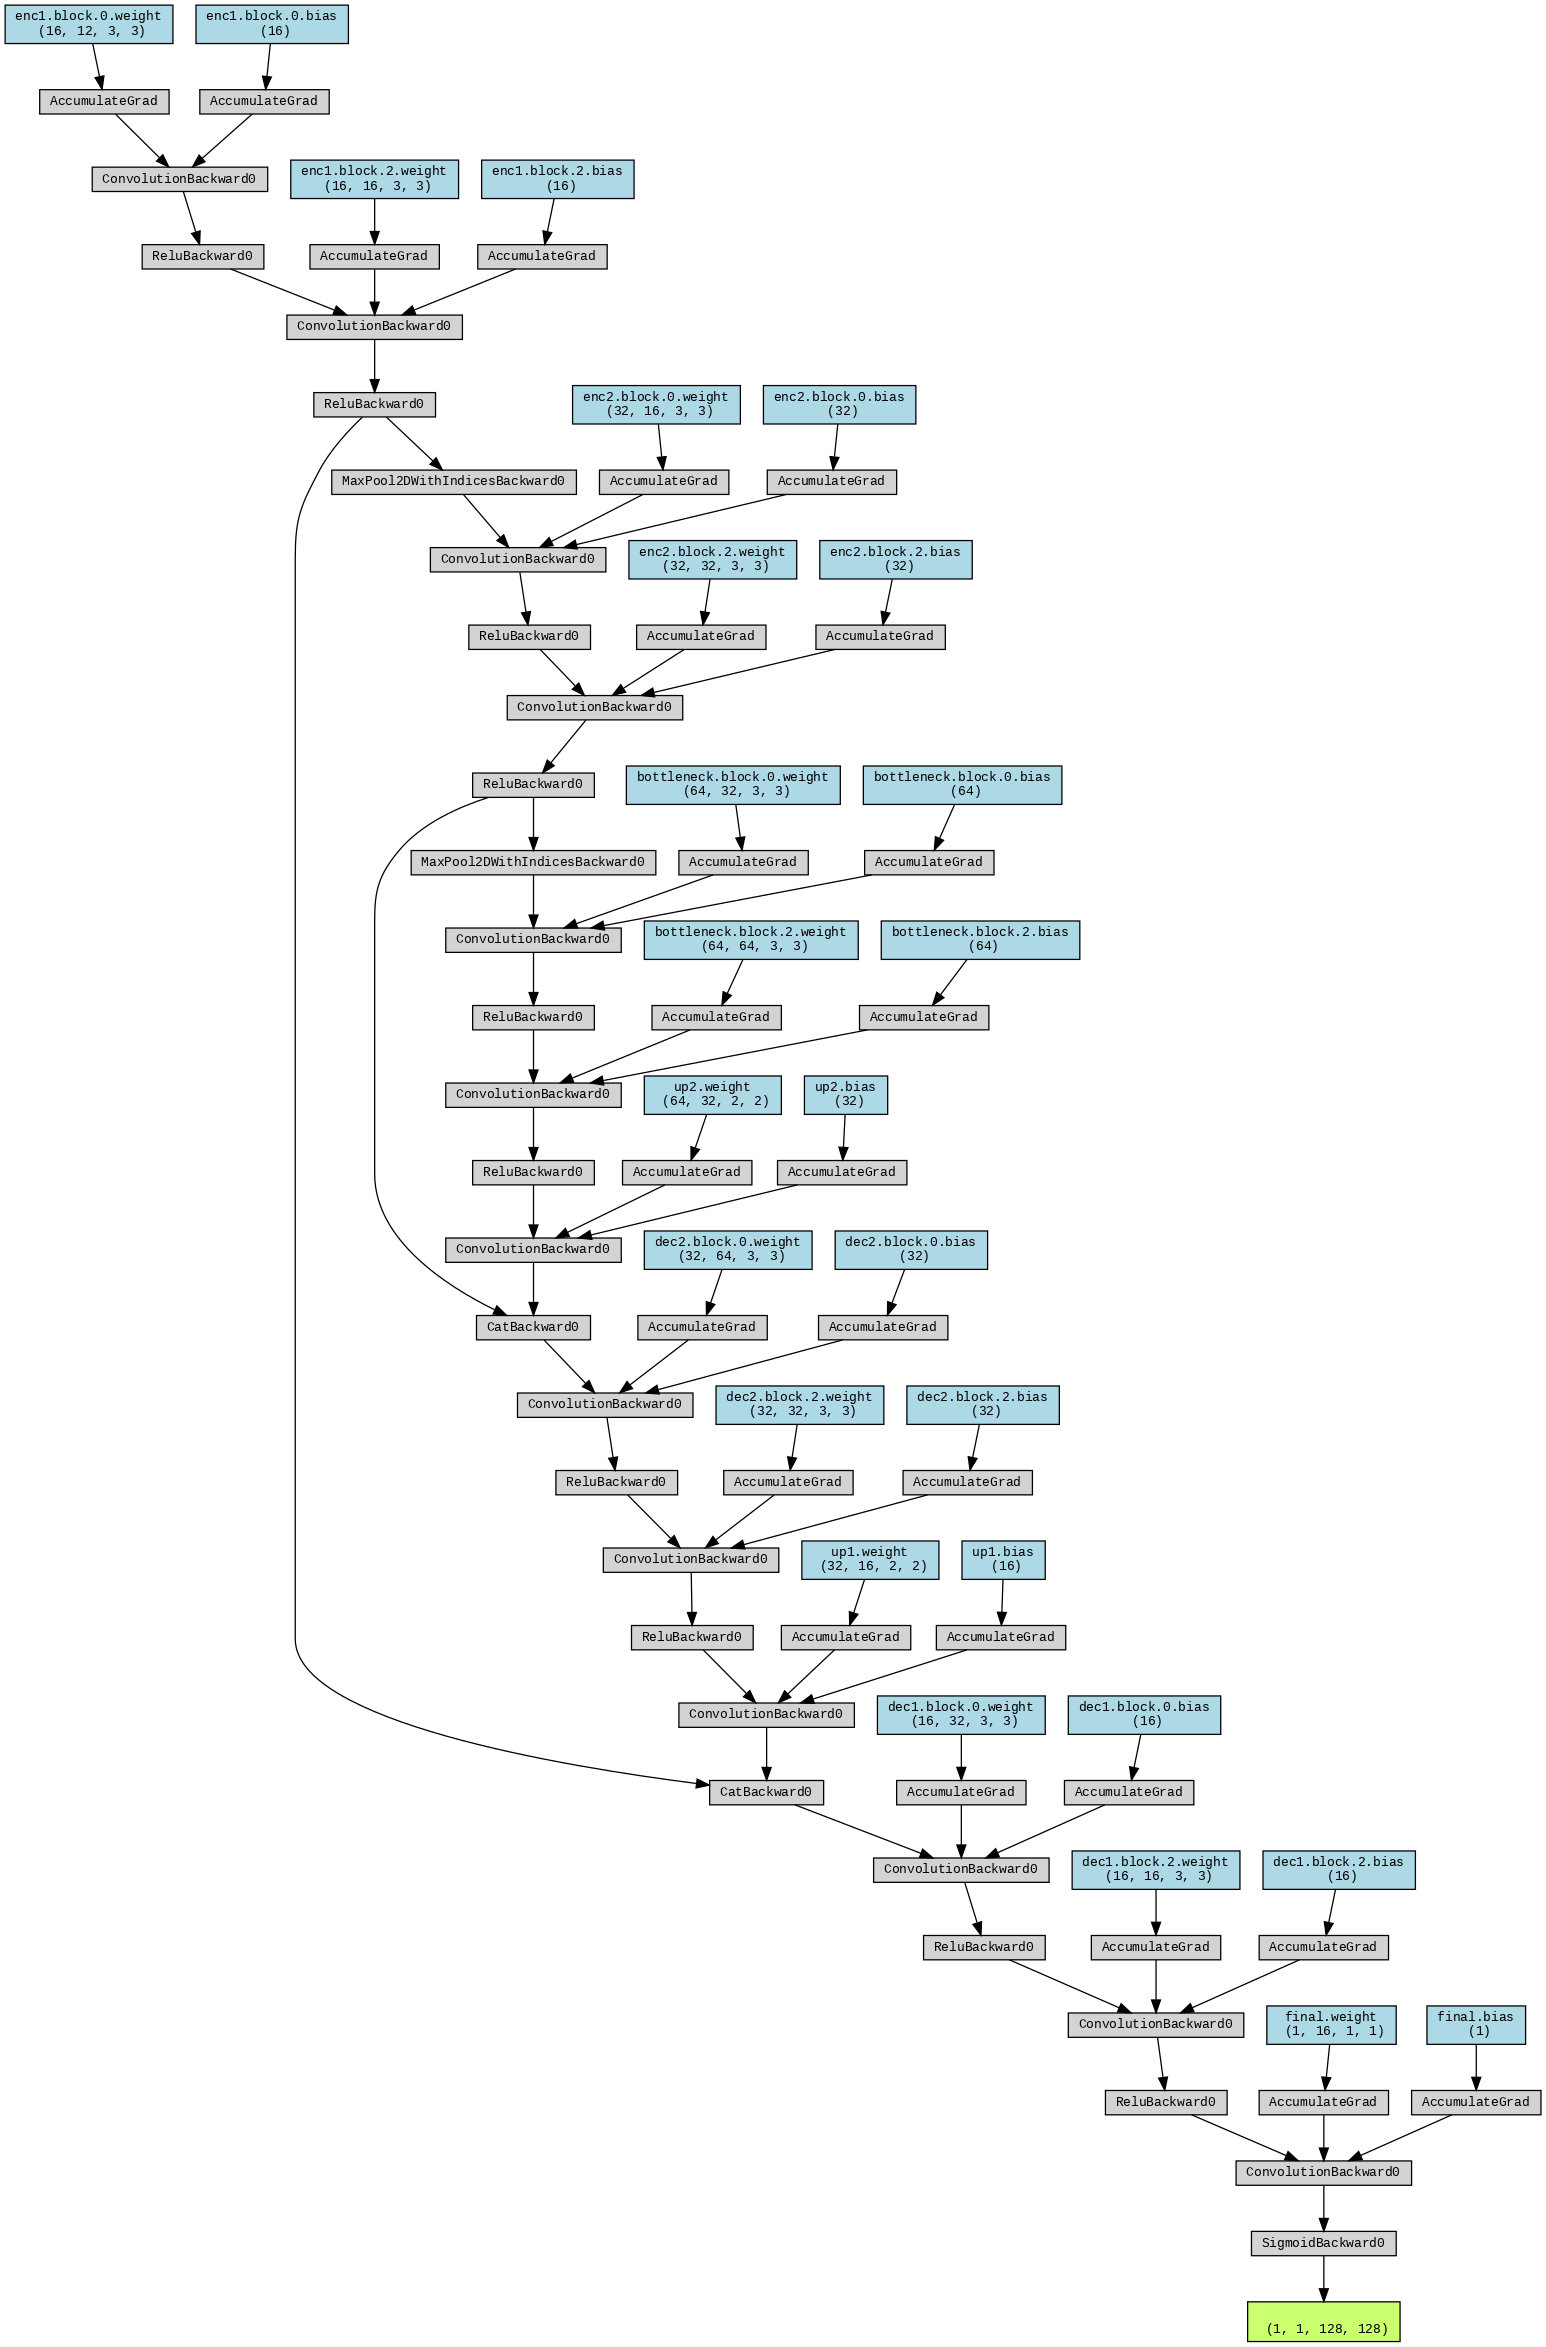 enc1.block.0.weight
(16, 12, 3, 3)
enc1.block.0.bias
(16)
AccumulateGrad
AccumulateGrad
ConvolutionBackward0
enc1.block.2.weight
(16, 16, 3, 3)
enc1.block.2.bias
(16)
ReluBackward0
AccumulateGrad
AccumulateGrad
ConvolutionBackward0
ReluBackward0
enc2.block.0.weight
(32, 16, 3, 3)
enc2.block.0.bias
(32)
MaxPool2DWithIndicesBackward0
AccumulateGrad
AccumulateGrad
ConvolutionBackward0
enc2.block.2.weight
(32, 32, 3, 3)
enc2.block.2.bias
(32)
ReluBackward0
AccumulateGrad
AccumulateGrad
ConvolutionBackward0
ReluBackward0
bottleneck.block.0.weight
(64, 32, 3, 3)
bottleneck.block.0.bias
(64)
MaxPool2DWithIndicesBackward0
AccumulateGrad
AccumulateGrad
ConvolutionBackward0
bottleneck.block.2.weight
(64, 64, 3, 3)
bottleneck.block.2.bias
(64)
ReluBackward0
AccumulateGrad
AccumulateGrad
ConvolutionBackward0
up2.weight
(64, 32, 2, 2)
up2.bias
(32)
ReluBackward0
AccumulateGrad
AccumulateGrad
ConvolutionBackward0
dec2.block.0.weight
(32, 64, 3, 3)
dec2.block.0.bias
(32)
CatBackward0
AccumulateGrad
AccumulateGrad
ConvolutionBackward0
dec2.block.2.weight
(32, 32, 3, 3)
dec2.block.2.bias
(32)
ReluBackward0
AccumulateGrad
AccumulateGrad
ConvolutionBackward0
up1.weight
(32, 16, 2, 2)
up1.bias
(16)
ReluBackward0
AccumulateGrad
AccumulateGrad
ConvolutionBackward0
dec1.block.0.weight
(16, 32, 3, 3)
dec1.block.0.bias
(16)
CatBackward0
AccumulateGrad
AccumulateGrad
ConvolutionBackward0
dec1.block.2.weight
(16, 16, 3, 3)
dec1.block.2.bias
(16)
ReluBackward0
AccumulateGrad
AccumulateGrad
ConvolutionBackward0
final.weight
(1, 16, 1, 1)
final.bias
(1)
ReluBackward0
AccumulateGrad
AccumulateGrad
ConvolutionBackward0
SigmoidBackward0
(1, 1, 128, 128)